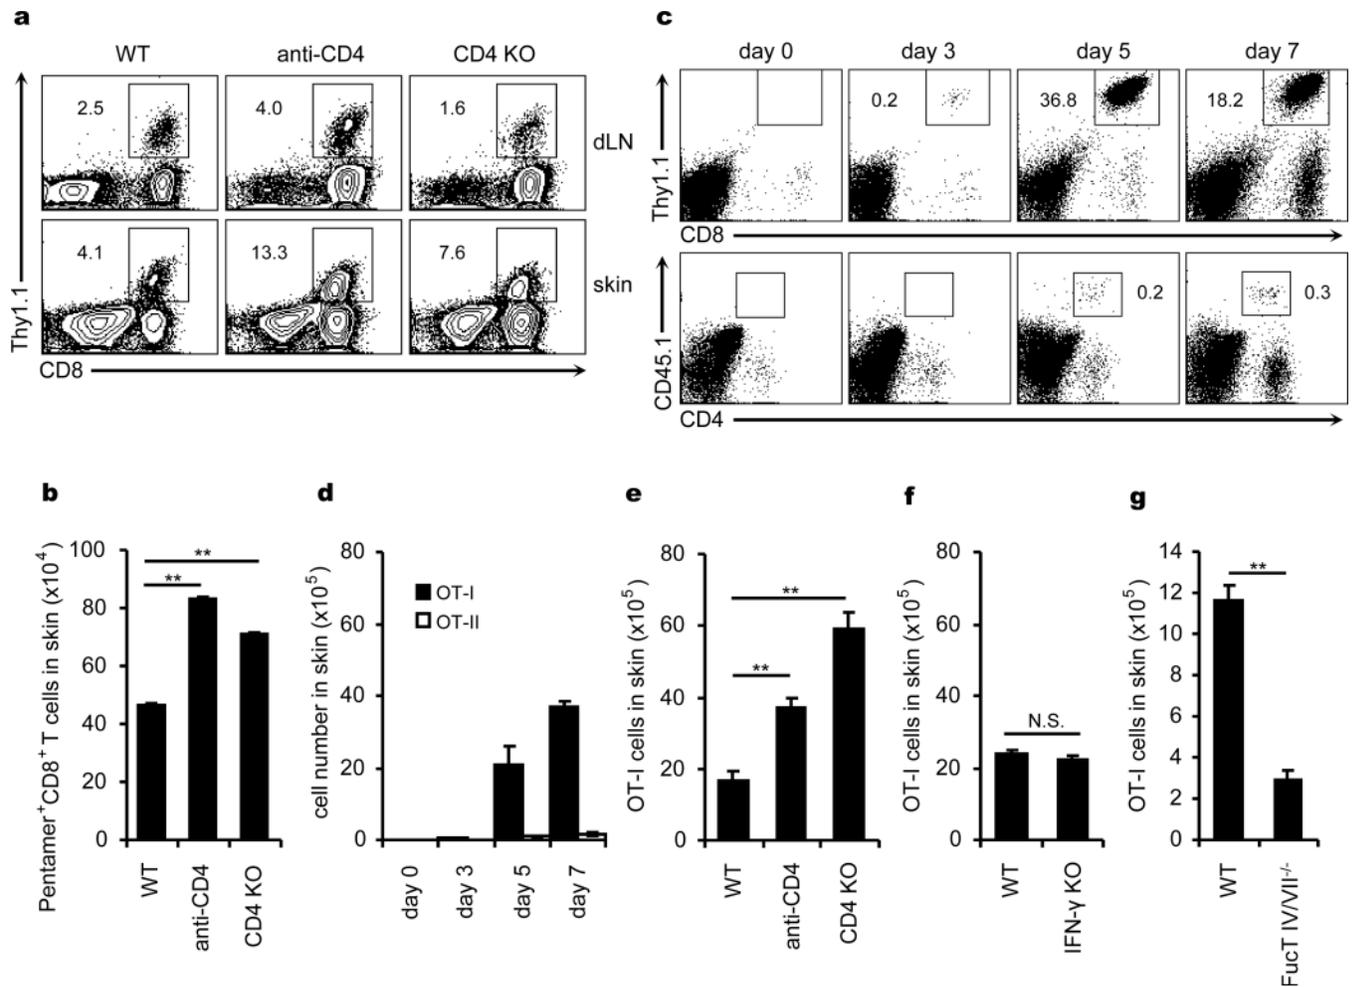 a
WT
anti-CD4
CD4 KO
2.5
4.0
1.6
dLN
4.1
13.3
7.6
skin
Thy1.1
CD8
c
day 0
day 3
day 5
day 7
0.2
36.8
18.2
Thy1.1
CD8
0.2
0.3
CD45.1
CD4
b
Pentamer⁺CD8⁺ T cells in skin (x10⁴)
100
80
60
40
20
0
**
**
WT
anti-CD4
CD4 KO
d
cell number in skin (x10⁵)
80
60
40
20
0
OT-I
OT-II
day 0
day 3
day 5
day 7
e
OT-I cells in skin (x10⁵)
80
60
40
20
0
**
**
WT
anti-CD4
CD4 KO
f
OT-I cells in skin (x10⁵)
80
60
40
20
0
N.S.
WT
IFN-γ KO
g
OT-I cells in skin (x10⁵)
14
12
10
8
6
4
2
0
**
WT
FucT IV/VII⁻/⁻